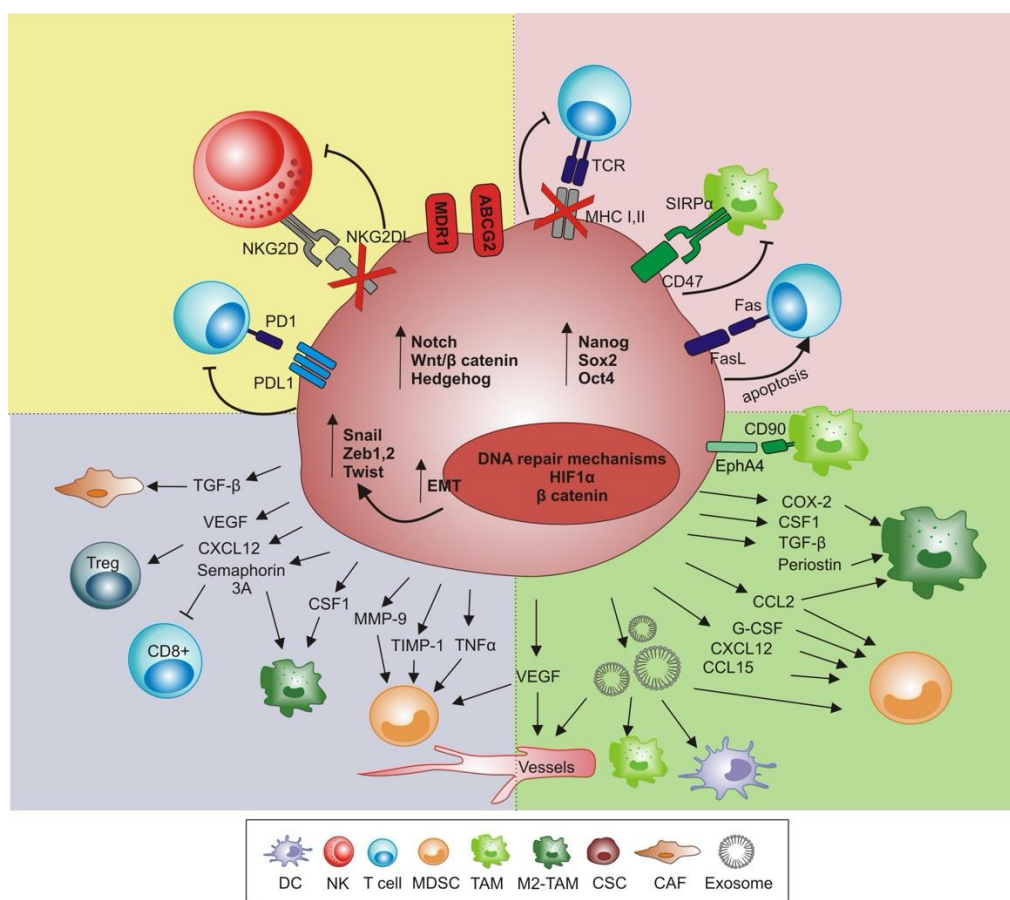 TCR
SIRPα
MHC I,II
CD47
MDR1
ABCG2
NKG2D
NKG2DL
PD1
PDL1
Fas
FasL
apoptosis
Notch
Wnt/β catenin
Hedgehog
Nanog
Sox2
Oct4
Snail
Zeb1,2
Twist
EMT
DNA repair mechanisms
HIF1α
β catenin
CD90
EphA4
TGF-β
VEGF
CXCL12
Semaphorin
3A
Treg
CD8+
CSF1
MMP-9
TIMP-1
TNFα
VEGF
Vessels
COX-2
CSF1
TGF-β
Periostin
CCL2
G-CSF
CXCL12
CCL15
DC NK T cell MDSC TAM M2-TAM CSC CAF Exosome